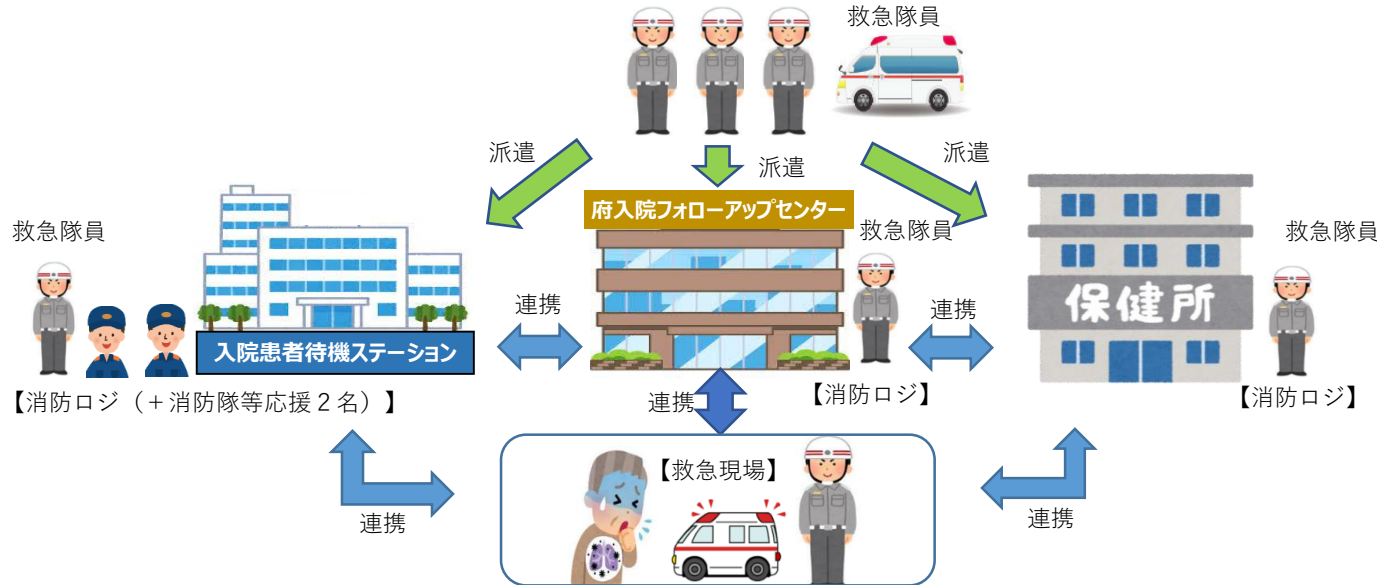 救急隊員
派遣
派遣
派遣
府入院フォローアップセンター
救急隊員
救急隊員
救急隊員
連携
連携
保健所
入院患者待機ステーション
【消防ロジ（＋消防隊等応援２名）】
連携
【消防ロジ】
【消防ロジ】
【救急現場】
連携
連携